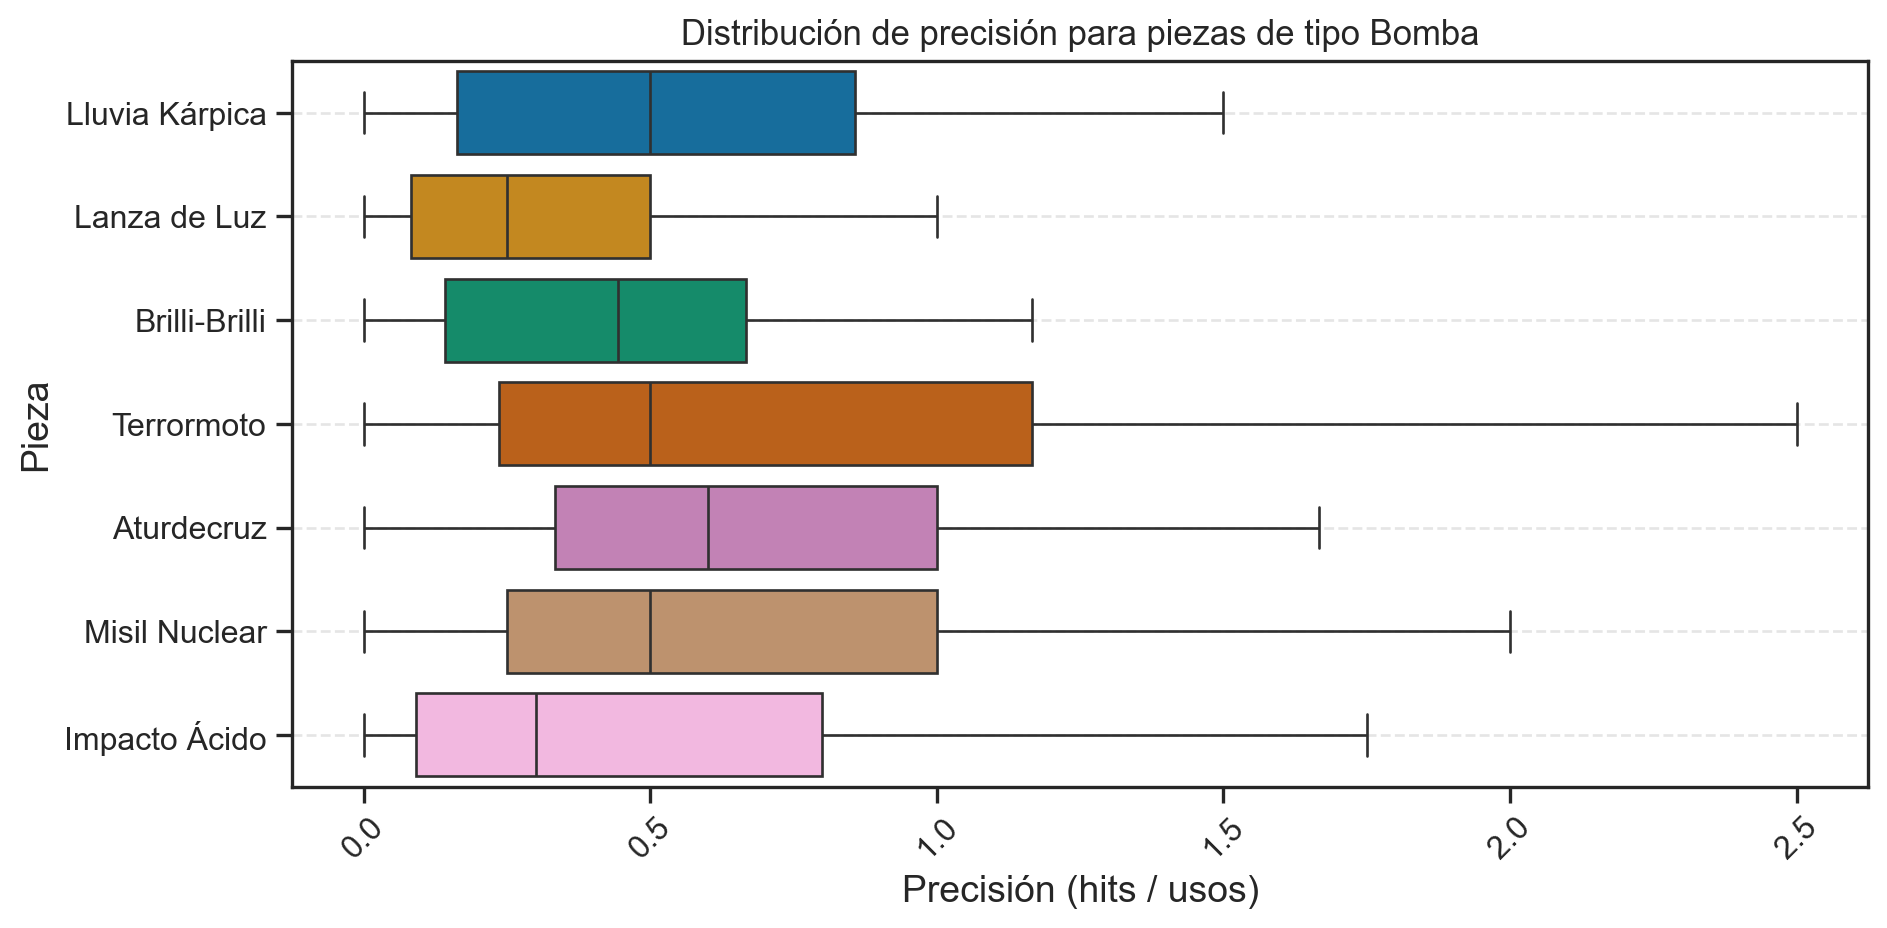 Distribución de precisión para piezas de tipo Bomba
Pieza
Lluvia Kárpica
Lanza de Luz
Brilli-Brilli
Terrormoto
Aturdecruz
Misil Nuclear
Impacto Ácido
0.0 0.5 1.0 1.5 2.0 2.5
Precisión (hits / usos)